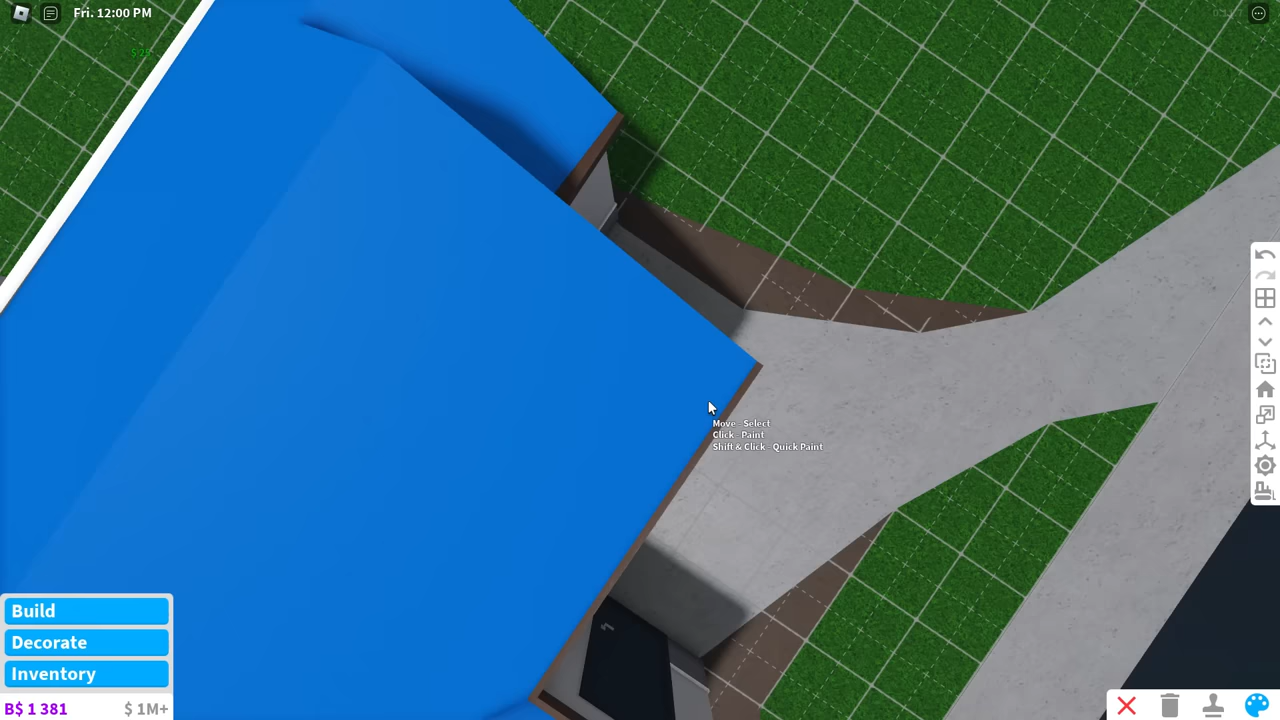 Fri. 12:00 PM
Move - Select
Click - Paint
Shift & Click - Quick Paint
Build
Decorate
Inventory
B$ 1 381
$ 1M+